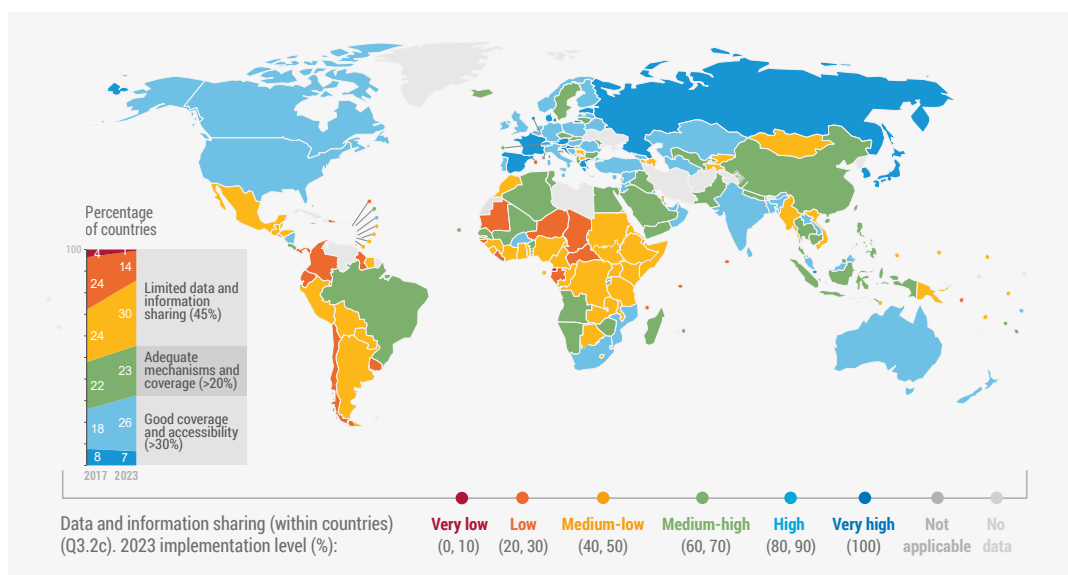 Percentage
of countries
100
4
1
24
14
24
30
22
23
18
26
8
7
2017
2023
Limited data and
information
sharing (45%)
Adequate
mechanisms and
coverage (>20%)
Good coverage
and accessibility
(>30%)
Data and information sharing (within countries)
(Q3.2c). 2023 implementation level (%):
Very low
(0, 10)
Low
(20, 30)
Medium-low
(40, 50)
Medium-high
(60, 70)
High
(80, 90)
Very high
(100)
Not
applicable
No
data